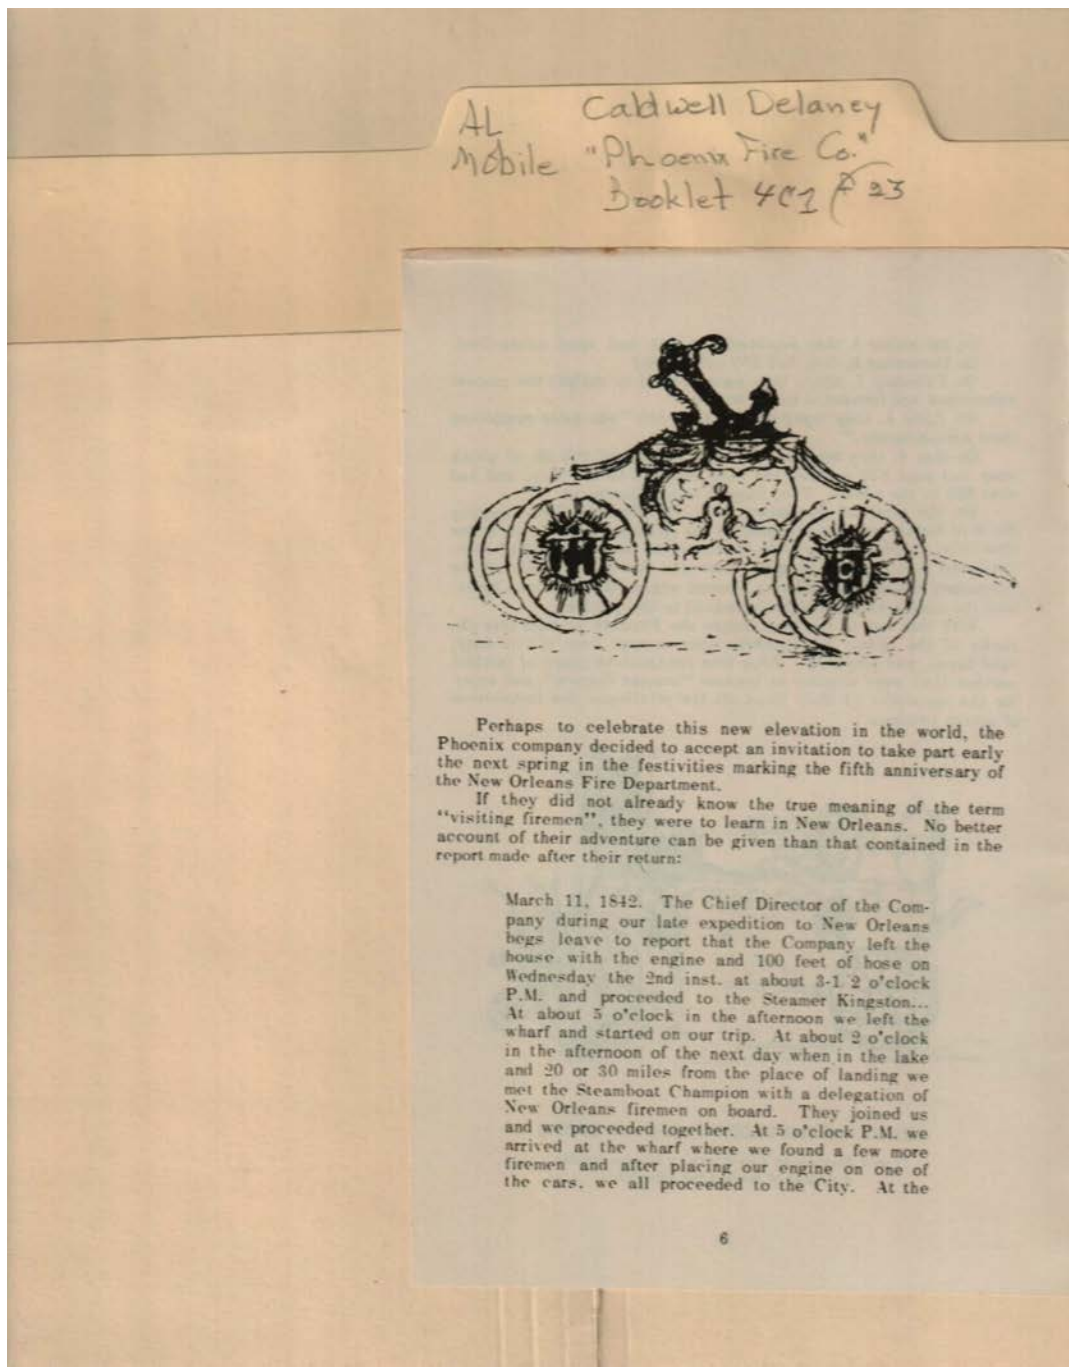 AL Caldwell Delaney
Mobile "Phoenix Fire Co."
Booklet 23
H
C
Perhaps to celebrate this new elevation in the world, the
Phoenix company decided to accept an invitation to take part early
the next spring in the festivities marking the fifth anniversary of
the New Orleans Fire Department.
If they did not already know the true meaning of the term
"visiting firemen", they were to learn in New Orleans. No better
account of their adventure can be given than that contained in the
report made after their return:
March 11, 1842. The Chief Director of the Com-
pany during our late expedition to New Orleans
begs leave to report that the Company left the
house with the engine and 100 feet of hose on
Wednesday the 2nd inst. at about 3-1 2 o'clock
P.M. and proceeded to the Steamer Kingston...
At about 5 o'clock in the afternoon we left the
wharf and started on our trip. At about 2 o'clock
in the afternoon of the next day when in the lake
and 20 or 30 miles from the place of landing we
met the Steamboat Champion with a delegation of
New Orleans firemen on board. They joined us
and we proceeded together. At 5 o'clock P.M. we
arrived at the wharf where we found a few more
firemen and after placing our engine on one of
the cars, we all proceeded to the City. At the
6